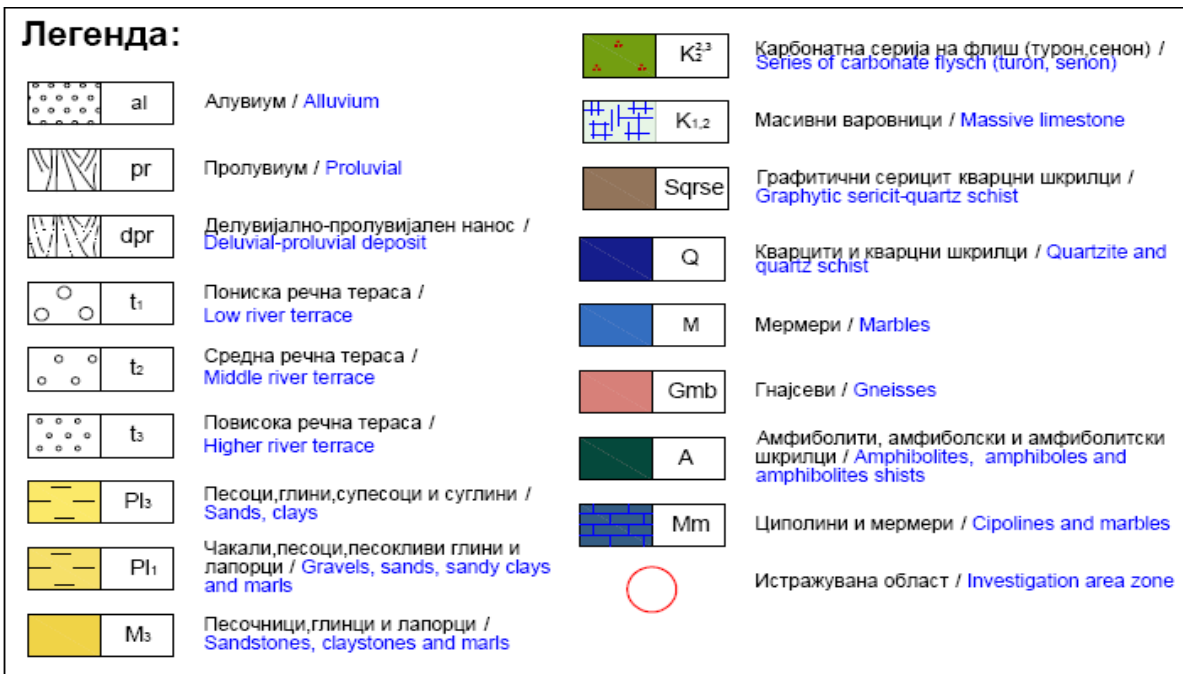 Легенда:
al
Алувиум / Alluvium
pr
Пролувиум / Proluvial
dpr
Делувијално-пролувијален нанос /
Deluvial-proluvial deposit
t1
Пониска речна тераса /
Low river terrace
t2
Средна речна тераса /
Middle river terrace
t3
Повисока речна тераса /
Higher river terrace
Pl3
Песоци,глини,супесоци и суглини /
Sands, clays
Pl1
Чакали,песоци,песокливи глини и
лапорци / Gravels, sands, sandy clays
and marls
M3
Песочници,глинци и лапорци /
Sandstones, claystones and marls
K2 2,3
Карбонатна серија на флиш (турон,сенон) /
Series of carbonate flysch (turon, senon)
K1,2
Масивни варовници / Massive limestone
Sqrse
Графитични серицит кварцни шкрилци /
Graphytic sericit-quartz schist
Q
Кварцити и кварцни шкрилци / Quartzite and
quartz schist
M
Мермери / Marbles
Gmb
Гнајсеви / Gneisses
A
Амфиболити, амфиболски и амфиболитски
шкрилци / Amphibolites, amphiboles and
amphibolites shists
Mm
Циполини и мермери / Cipolines and marbles
Истражувана област / Investigation area zone